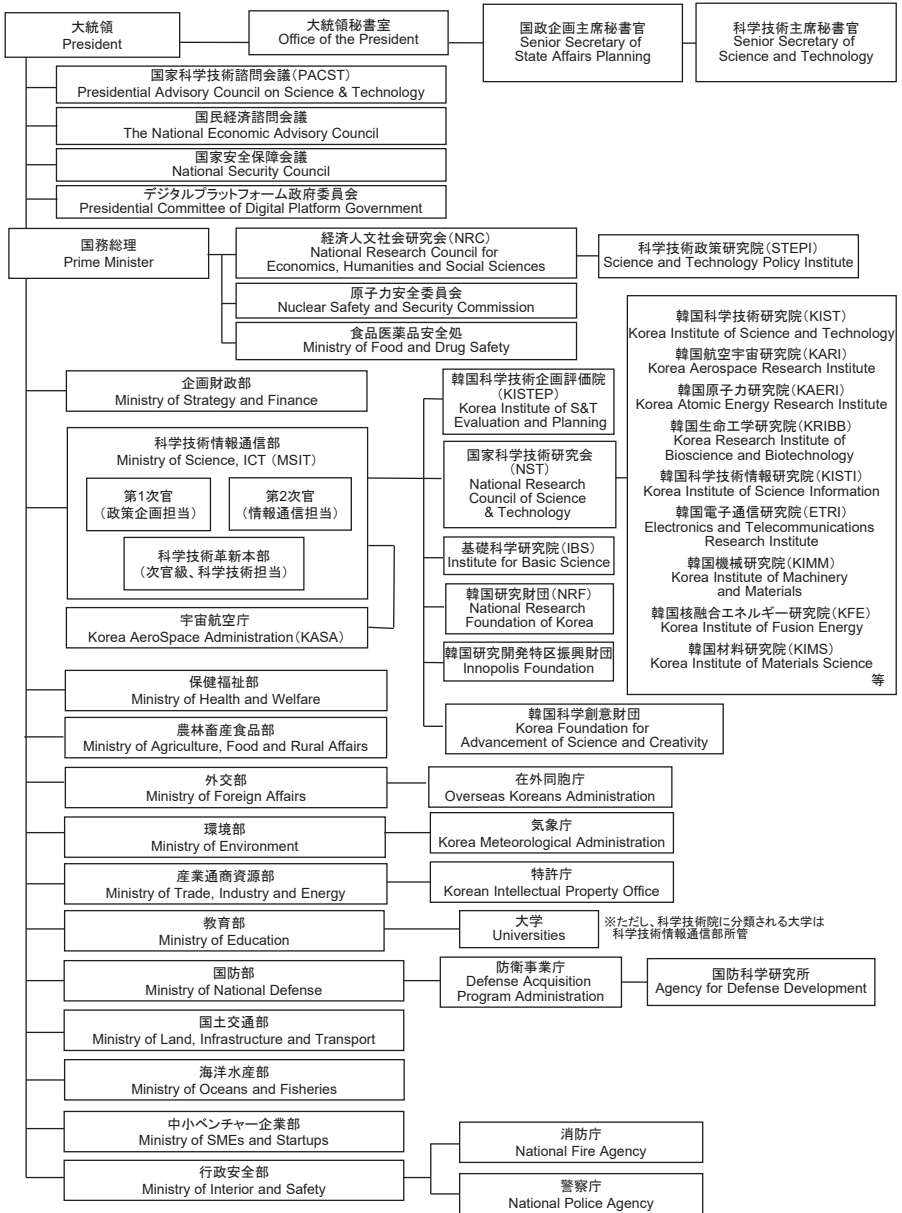 大統領
President
大統領秘書室
Office of the President
国政企画主席秘書官
Senior Secretary of
State Affairs Planning
科学技術主席秘書官
Senior Secretary of
Science and Technology
国家科学技術諮問会議(PACST)
Presidential Advisory Council on Science & Technology
国民経済諮問会議
The National Economic Advisory Council
国家安全保障会議
National Security Council
デジタルプラットフォーム政府委員会
Presidential Committee of Digital Platform Government
国務総理
Prime Minister
経済人文社会研究会(NRC)
National Research Council for
Economics, Humanities and Social Sciences
科学技術政策研究院(STEPI)
Science and Technology Policy Institute
原子力安全委員会
Nuclear Safety and Security Commission
食品医薬品安全処
Ministry of Food and Drug Safety
企画財政部
Ministry of Strategy and Finance
科学技術情報通信部
Ministry of Science, ICT (MSIT)
第1次官
(政策企画担当)
第2次官
(情報通信担当)
科学技術革新本部
(次官級、科学技術担当)
宇宙航空庁
Korea AeroSpace Administration(KASA)
韓国科学技術企画評価院
(KISTEP)
Korea Institute of S&T
Evaluation and Planning
国家科学技術研究会
(NST)
National Research
Council of Science
& Technology
基礎科学研究院(IBS)
Institute for Basic Science
韓国研究財団(NRF)
National Research
Foundation of Korea
韓国研究開発特区振興財団
Innopolis Foundation
韓国科学創意財団
Korea Foundation for
Advancement of Science and Creativity
韓国科学技術研究院(KIST)
Korea Institute of Science and Technology
韓国航空宇宙研究院(KARI)
Korea Aerospace Research Institute
韓国原子力研究院(KAERI)
Korea Atomic Energy Research Institute
韓国生命工学研究院(KRIBB)
Korea Research Institute of
Bioscience and Biotechnology
韓国科学技術情報研究院(KISTI)
Korea Institute of Science Information
韓国電子通信研究院(ETRI)
Electronics and Telecommunications
Research Institute
韓国機械研究院(KIMM)
Korea Institute of Machinery
and Materials
韓国核融合エネルギー研究院(KFE)
Korea Institute of Fusion Energy
韓国材料研究院(KIMS)
Korea Institute of Materials Science
等
保健福祉部
Ministry of Health and Welfare
農林畜産食品部
Ministry of Agriculture, Food and Rural Affairs
外交部
Ministry of Foreign Affairs
在外同胞庁
Overseas Koreans Administration
環境部
Ministry of Environment
気象庁
Korea Meteorological Administration
産業通商資源部
Ministry of Trade, Industry and Energy
特許庁
Korean Intellectual Property Office
教育部
Ministry of Education
大学
Universities
※ただし、科学技術院に分類される大学は
科学技術情報通信部所管
国防部
Ministry of National Defense
防衛事業庁
Defense Acquisition
Program Administration
国防科学研究所
Agency for Defense Development
国土交通部
Ministry of Land, Infrastructure and Transport
海洋水産部
Ministry of Oceans and Fisheries
中小ベンチャー企業部
Ministry of SMEs and Startups
行政安全部
Ministry of Interior and Safety
消防庁
National Fire Agency
警察庁
National Police Agency